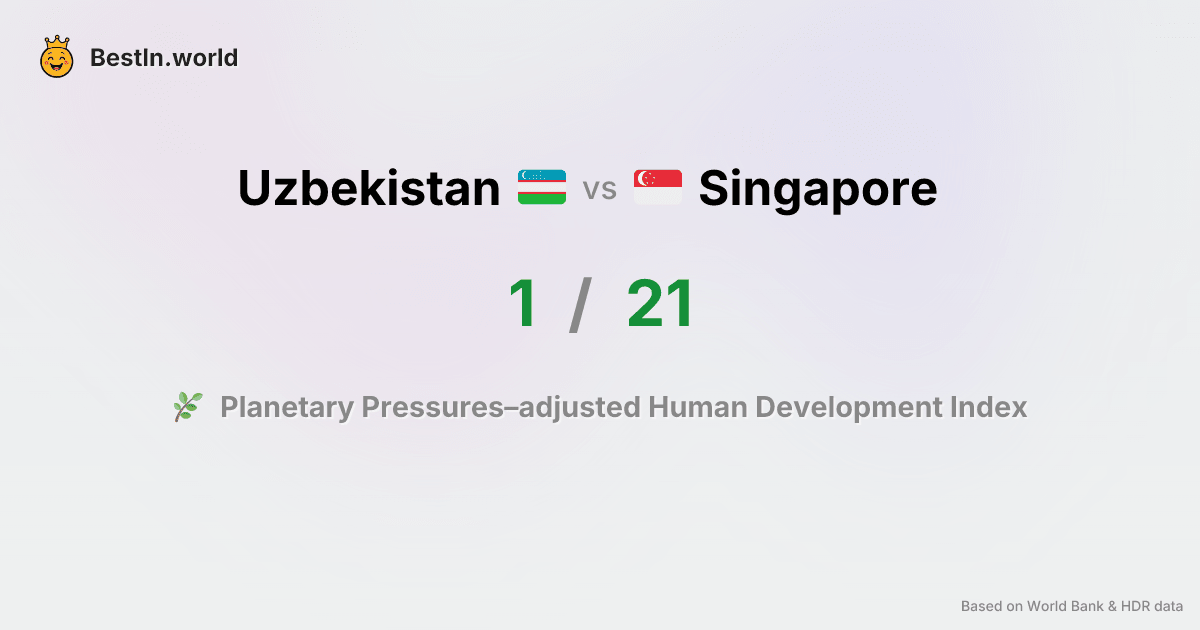 BestIn.world
Uzbekistan vs Singapore
1 / 21
Planetary Pressures–adjusted Human Development Index
Based on World Bank & HDR data